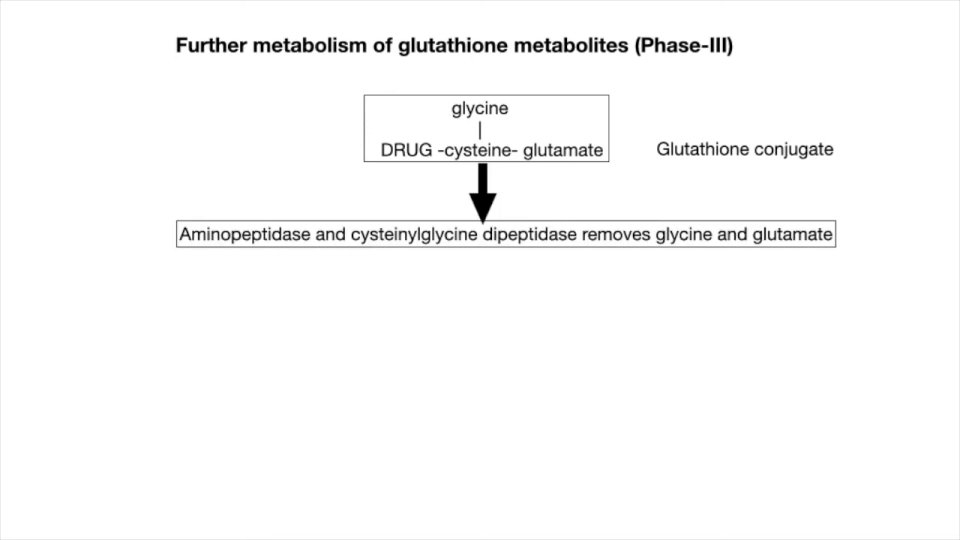 Further metabolism of glutathione metabolites (Phase-III)
glycine
|
DRUG -cysteine- glutamate
Glutathione conjugate
Aminopeptidase and cysteinylglycine dipeptidase removes glycine and glutamate